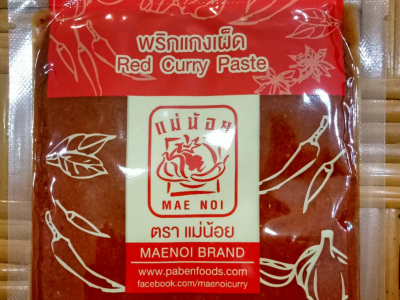 พริกแกงเผ็ด
Red Curry Paste
แม่น้อย
MAE NOI
ตรา แม่น้อย
MAENOI BRAND
www.pabenfoods.com
facebook.com/maenoicurry